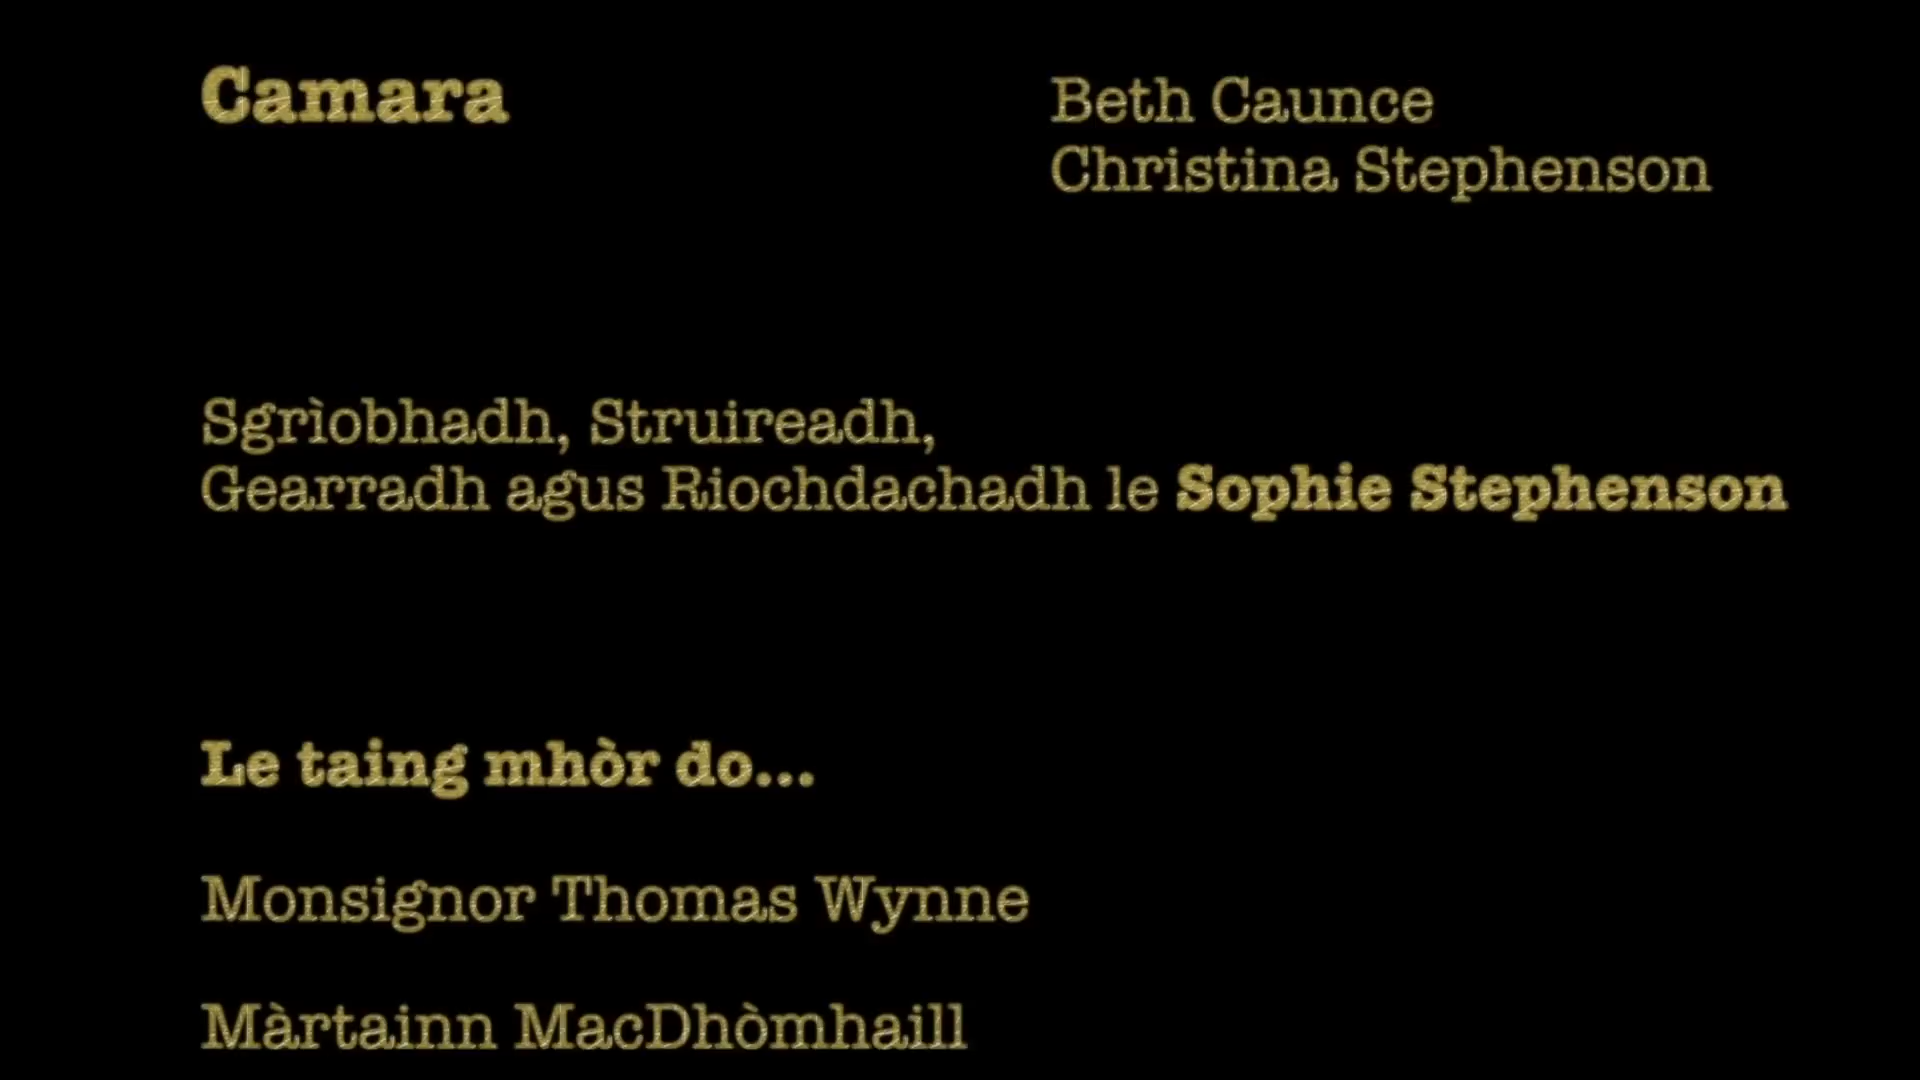 Camara
Beth Caunce
Christina Stephenson
Sgrìobhadh, Struireadh,
Gearradh agus Riochdachadh le Sophie Stephenson
Le taing mhòr do...
Monsignor Thomas Wynne
Màrtainn MacDhòmhaill